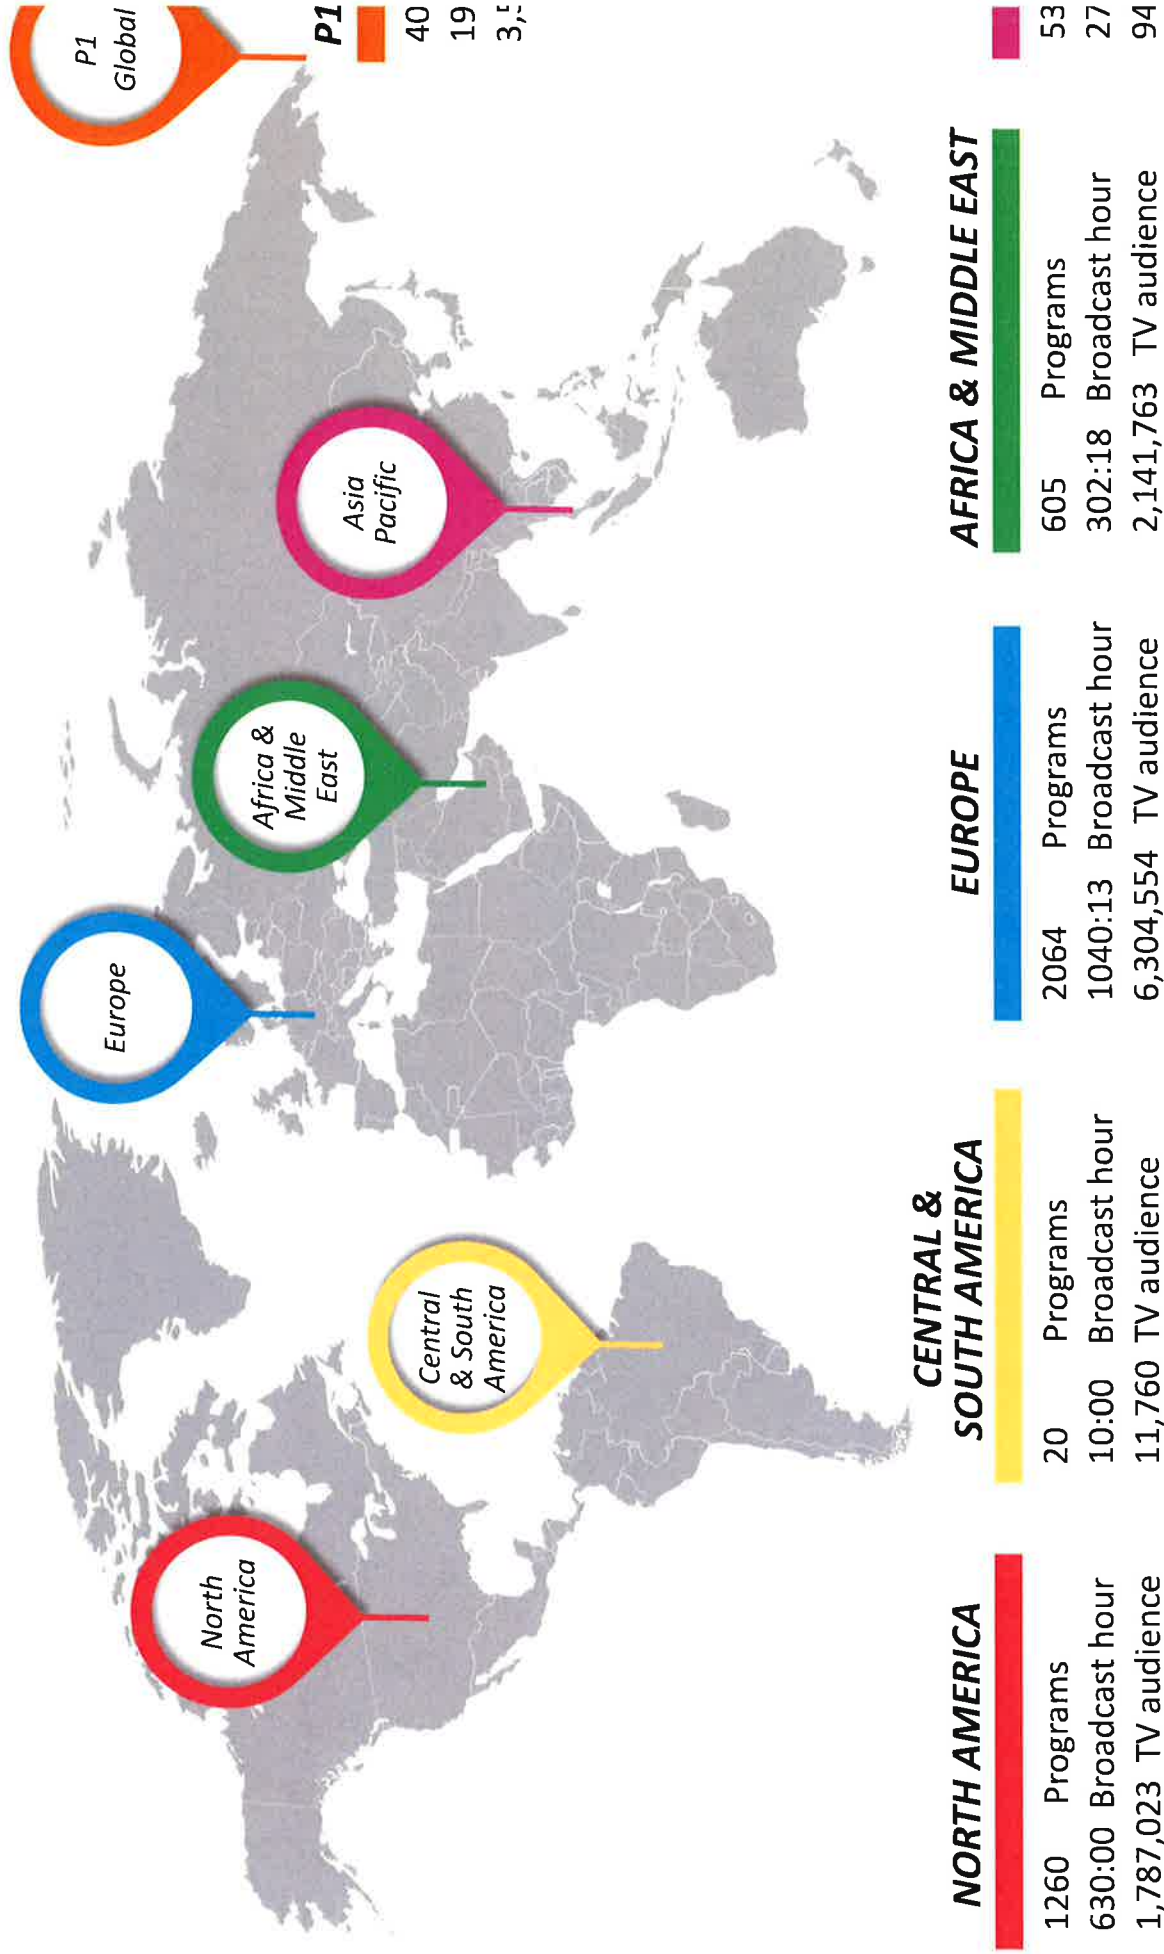 P1
Global
P1
40
19
Europe
Africa &
Middle
East
Asia
Pacific
North
America
Central
& South
America
NORTH AMERICA
1260 Programs
630:00 Broadcast hour
1,787,023 TV audience
CENTRAL &
SOUTH AMERICA
20 Programs
10:00 Broadcast hour
11,760 TV audience
EUROPE
2064 Programs
1040:13 Broadcast hour
6,304,554 TV audience
AFRICA & MIDDLE EAST
605 Programs
302:18 Broadcast hour
2,141,763 TV audience
53
27
94